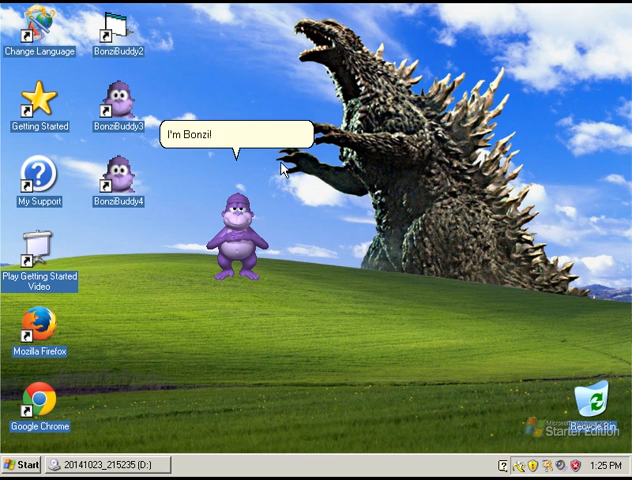 Change Language
BonziBuddy2
Getting Started
BonziBuddy3
I'm Bonzi!
My Support
BonziBuddy4
Play Getting Started
Video
Mozilla Firefox
Google Chrome
Recycle Bin
Starter Edition
Start
20141023_215235 (D:)
1:25 PM